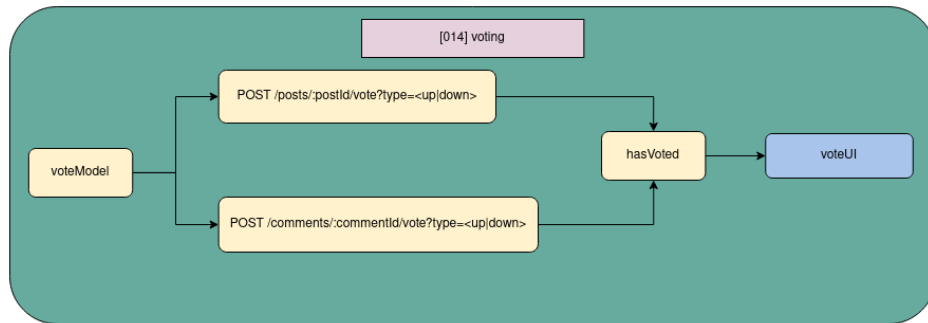 [014] voting
POST /posts/:postId/vote?type=<up|down>
voteModel
hasVoted
voteUI
POST /comments/:commentId/vote?type=<up|down>